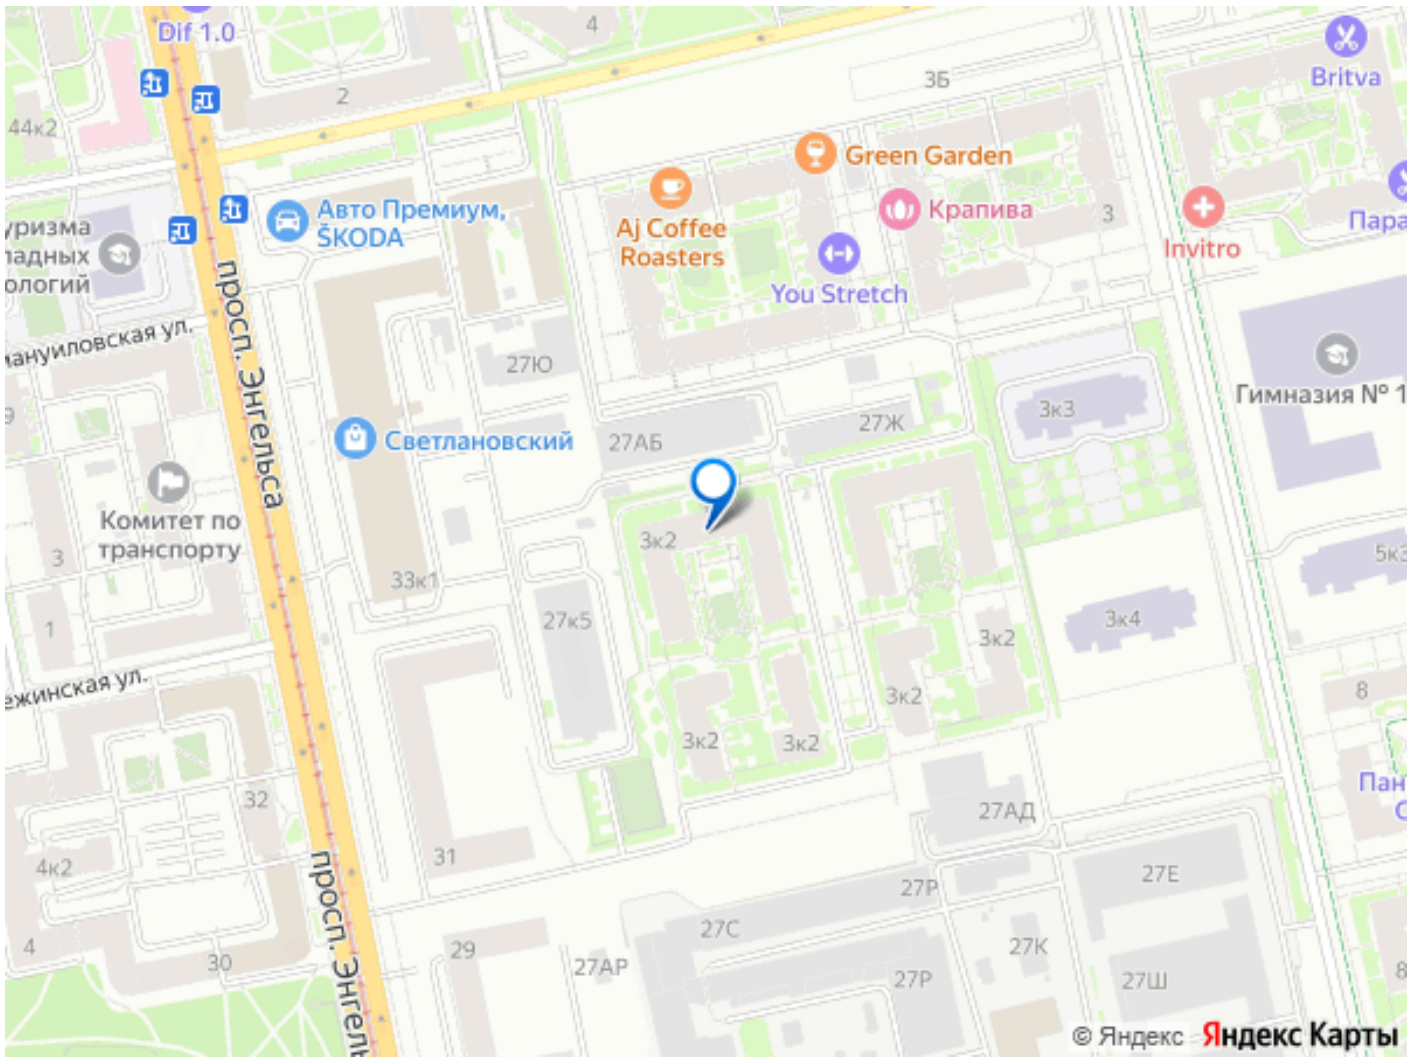 Dif 1.0
4
2
44к2
3Б
Britva
Green Garden
Aj Coffee
Roasters
Крапива
3
You Stretch
Invitro
Пара
Авто Премиум,
ŠKODA
уризма
падных
ологий
мануиловская ул.
просп. Энгельса
27Ю
Гимназия № 1
3к3
27Ж
27АБ
Светлановский
9
Комитет по
транспорту
3
33к1
3к2
27к5
5к3
3к4
3к2
1
ежинская ул.
3к2
8
3к2
3к2
32
Пан
С
27АД
31
4к2
27Е
27Р
просп. Энгель
27С
29
27К
4
30
27АР
27Р
27Ш
8
© Яндекс Яндекс Карты